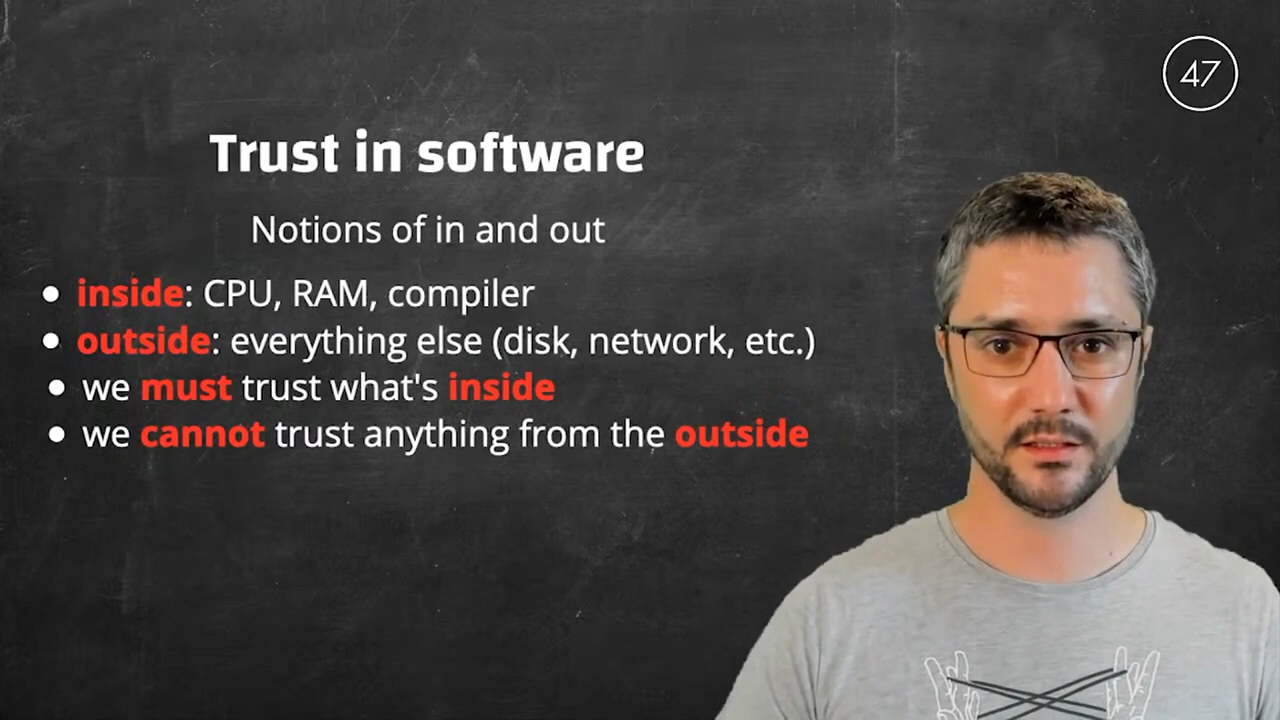 47
Trust in software
Notions of in and out
• inside: CPU, RAM, compiler
• outside: everything else (disk, network, etc.)
• we must trust what's inside
• we cannot trust anything from the outside